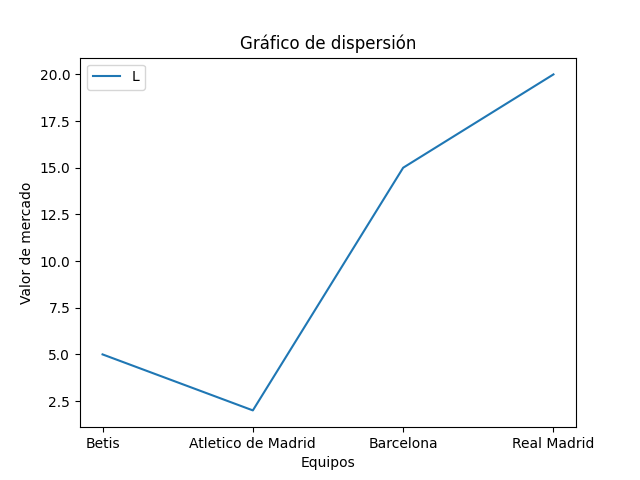 Gráfico de dispersión
L
20.0
17.5
15.0
12.5
10.0
7.5
5.0
2.5
Valor de mercado
Betis Atletico de Madrid Barcelona Real Madrid
Equipos